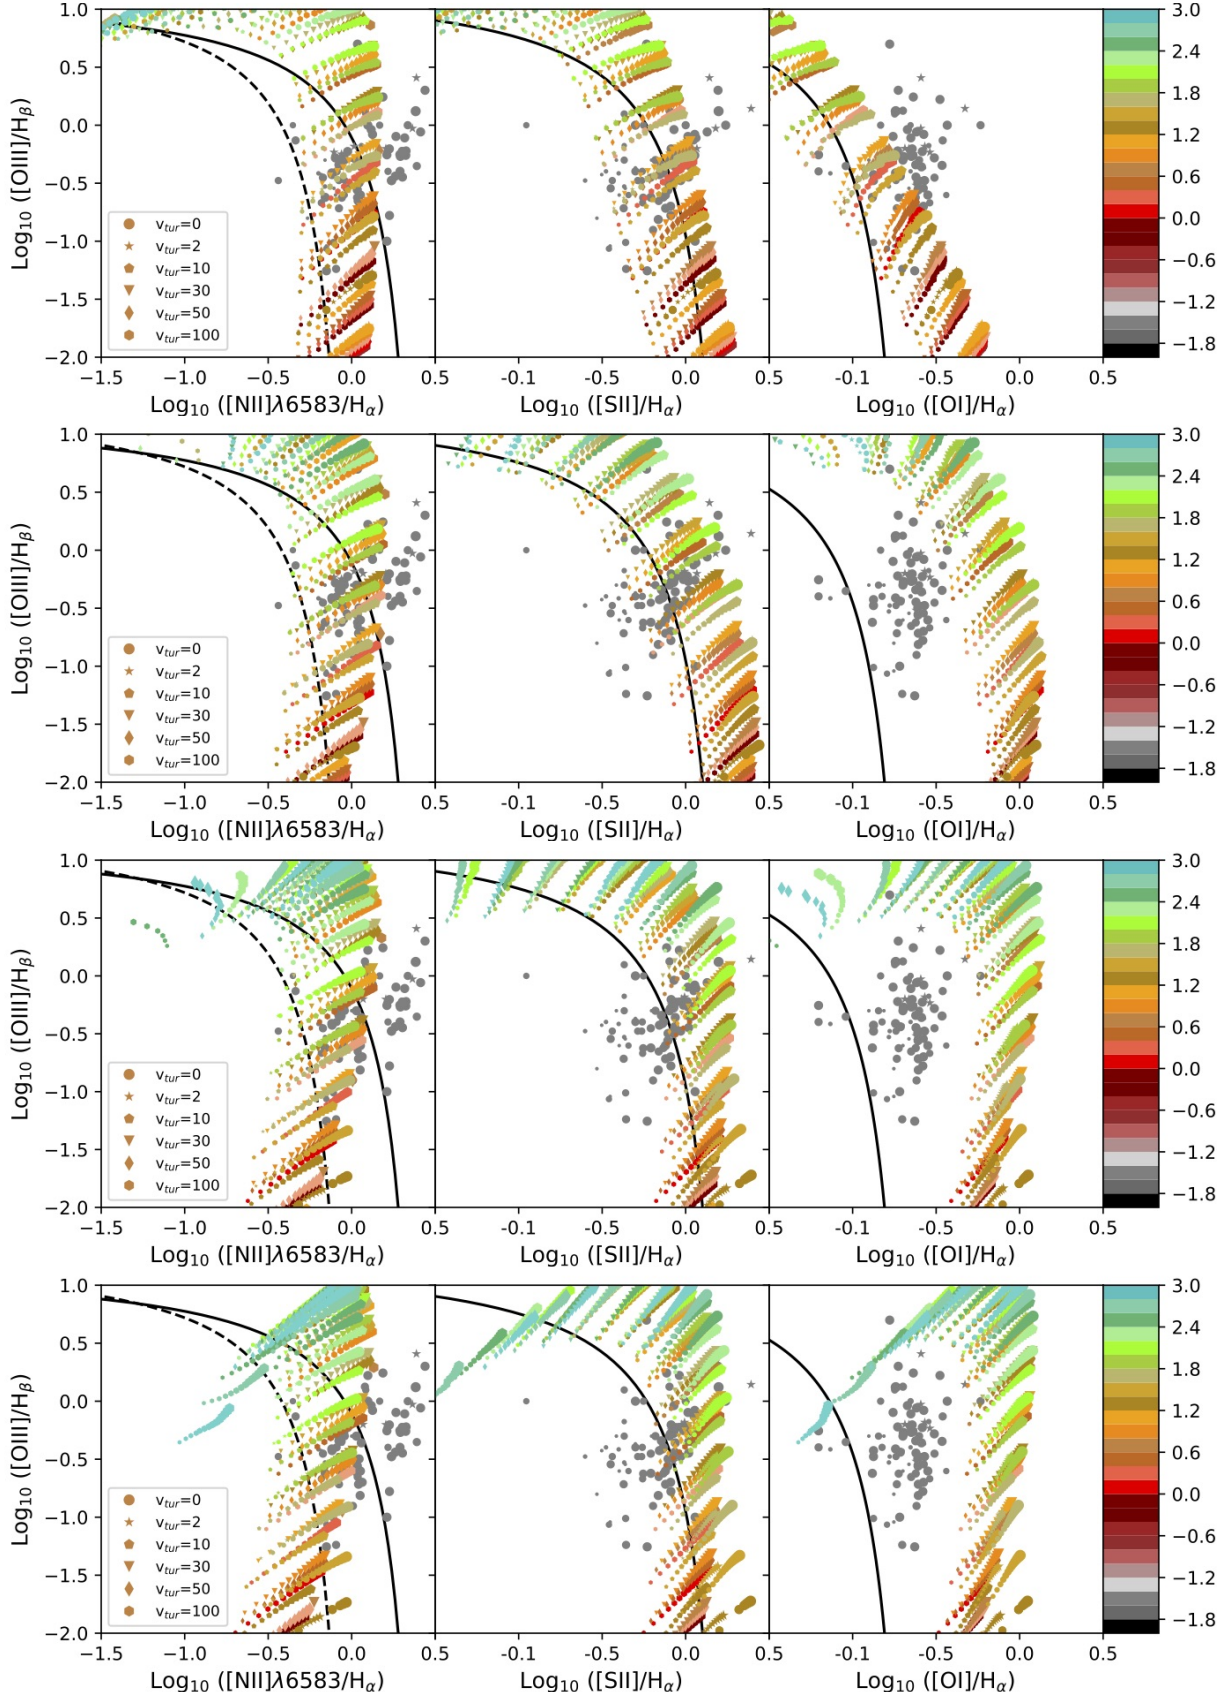 1.0
0.5
0.0
−0.5
−1.0
−1.5
−2.0
Log10 ([OIII]/Hβ)
vtur=0
vtur=2
vtur=10
vtur=30
vtur=50
vtur=100
−1.5 −1.0 −0.5 0.0 0.5 -0.1 -0.5 0.0 0.5 -0.1 -0.5 0.0 0.5
Log10 ([NII]λ6583/Hα) Log10 ([SII]/Hα) Log10 ([OI]/Hα)
3.0
2.4
1.8
1.2
0.6
0.0
−0.6
−1.2
−1.8
1.0
0.5
0.0
−0.5
−1.0
−1.5
−2.0
Log10 ([OIII]/Hβ)
vtur=0
vtur=2
vtur=10
vtur=30
vtur=50
vtur=100
−1.5 −1.0 −0.5 0.0 0.5 -0.1 -0.5 0.0 0.5 -0.1 -0.5 0.0 0.5
Log10 ([NII]λ6583/Hα) Log10 ([SII]/Hα) Log10 ([OI]/Hα)
3.0
2.4
1.8
1.2
0.6
0.0
−0.6
−1.2
−1.8
1.0
0.5
0.0
−0.5
−1.0
−1.5
−2.0
Log10 ([OIII]/Hβ)
vtur=0
vtur=2
vtur=10
vtur=30
vtur=50
vtur=100
−1.5 −1.0 −0.5 0.0 0.5 -0.1 -0.5 0.0 0.5 -0.1 -0.5 0.0 0.5
Log10 ([NII]λ6583/Hα) Log10 ([SII]/Hα) Log10 ([OI]/Hα)
3.0
2.4
1.8
1.2
0.6
0.0
−0.6
−1.2
−1.8
1.0
0.5
0.0
−0.5
−1.0
−1.5
−2.0
Log10 ([OIII]/Hβ)
vtur=0
vtur=2
vtur=10
vtur=30
vtur=50
vtur=100
−1.5 −1.0 −0.5 0.0 0.5 -0.1 -0.5 0.0 0.5 -0.1 -0.5 0.0 0.5
Log10 ([NII]λ6583/Hα) Log10 ([SII]/Hα) Log10 ([OI]/Hα)
3.0
2.4
1.8
1.2
0.6
0.0
−0.6
−1.2
−1.8